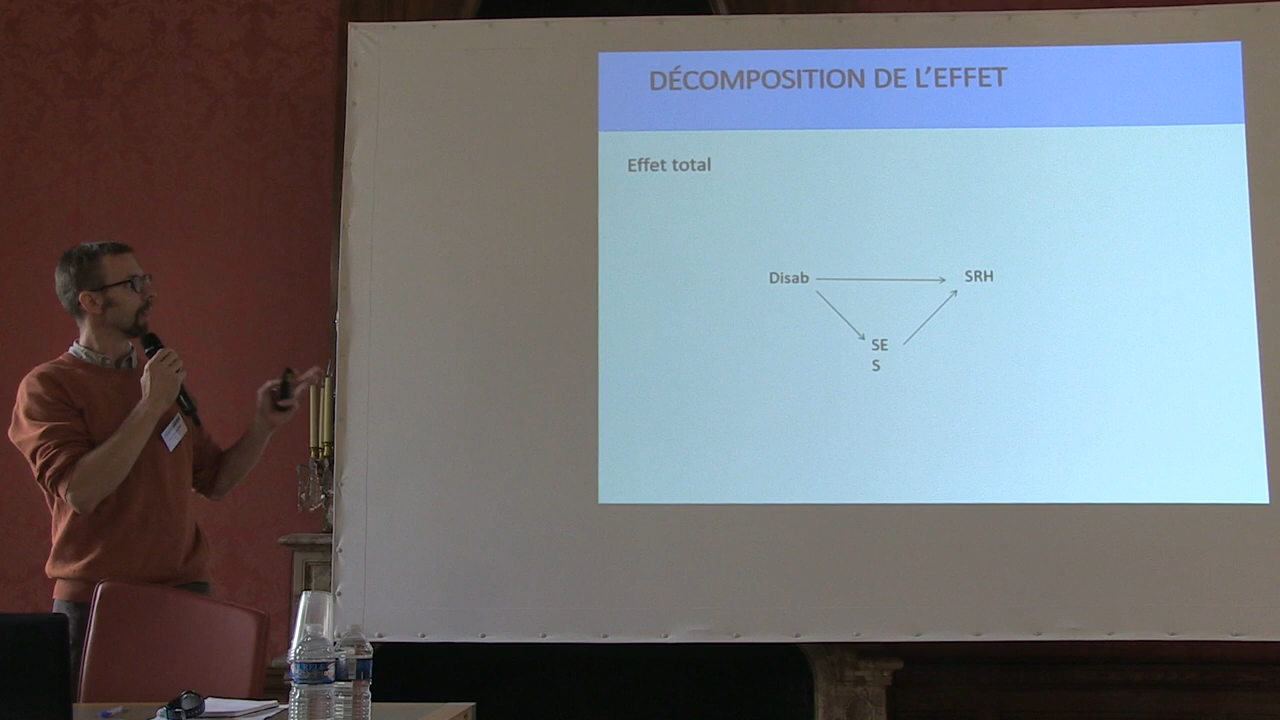 DÉCOMPOSITION DE L'EFFET
Effet total
Disab
SRH
SE
S